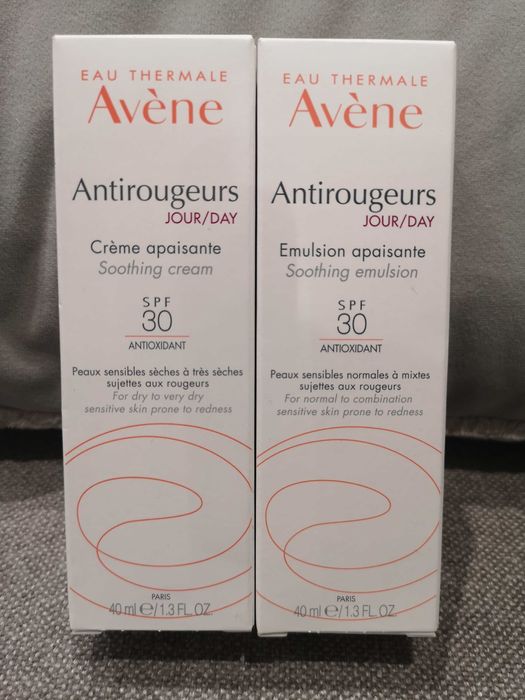 EAU THERMALE
Avène
Antirougeurs
JOUR/DAY
Crème apaisante
Soothing cream
SPF
30
ANTIOXIDANT
Peaux sensibles sèches à très sèches
sujettes aux rougeurs
For dry to very dry
sensitive skin prone to redness
PARIS
40 ml e/1.3 FL. OZ.
EAU THERMALE
Avène
Antirougeurs
JOUR/DAY
Emulsion apaisante
Soothing emulsion
SPF
30
ANTIOXIDANT
Peaux sensibles normales à mixtes
sujettes aux rougeurs
For normal to combination
sensitive skin prone to redness
PARIS
40 ml e/1.3 FL. OZ.